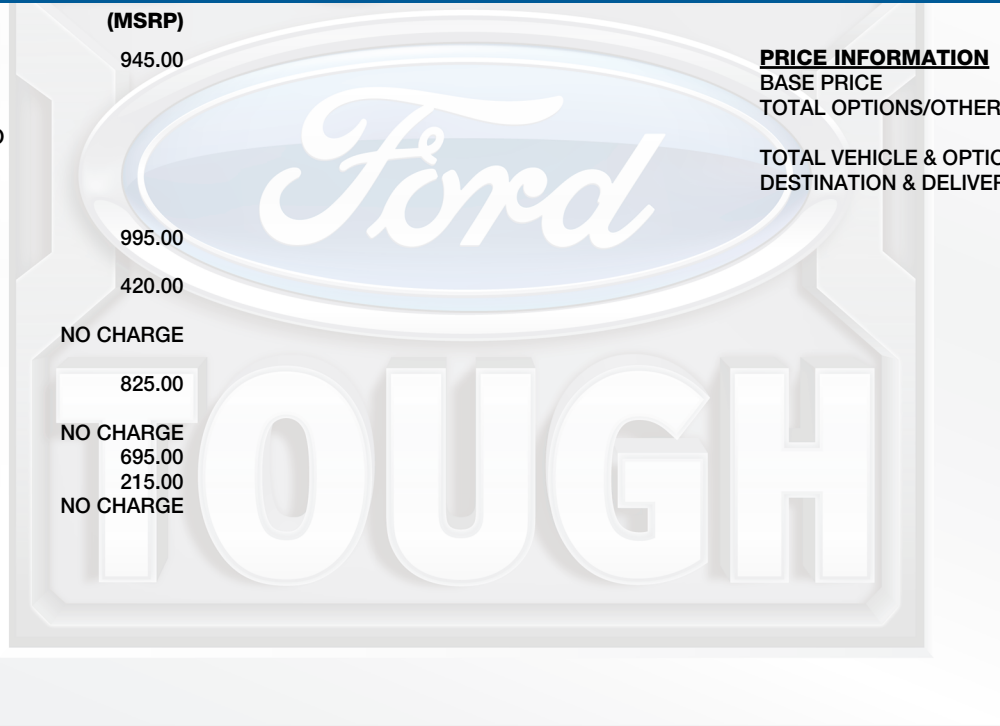 (MSRP)
945.00
995.00
420.00
NO CHARGE
825.00
NO CHARGE
695.00
215.00
NO CHARGE
PRICE INFORMATION
BASE PRICE
TOTAL OPTIONS/OTHER
TOTAL VEHICLE & OPTIO
DESTINATION & DELIVER
Ford
TOUGH